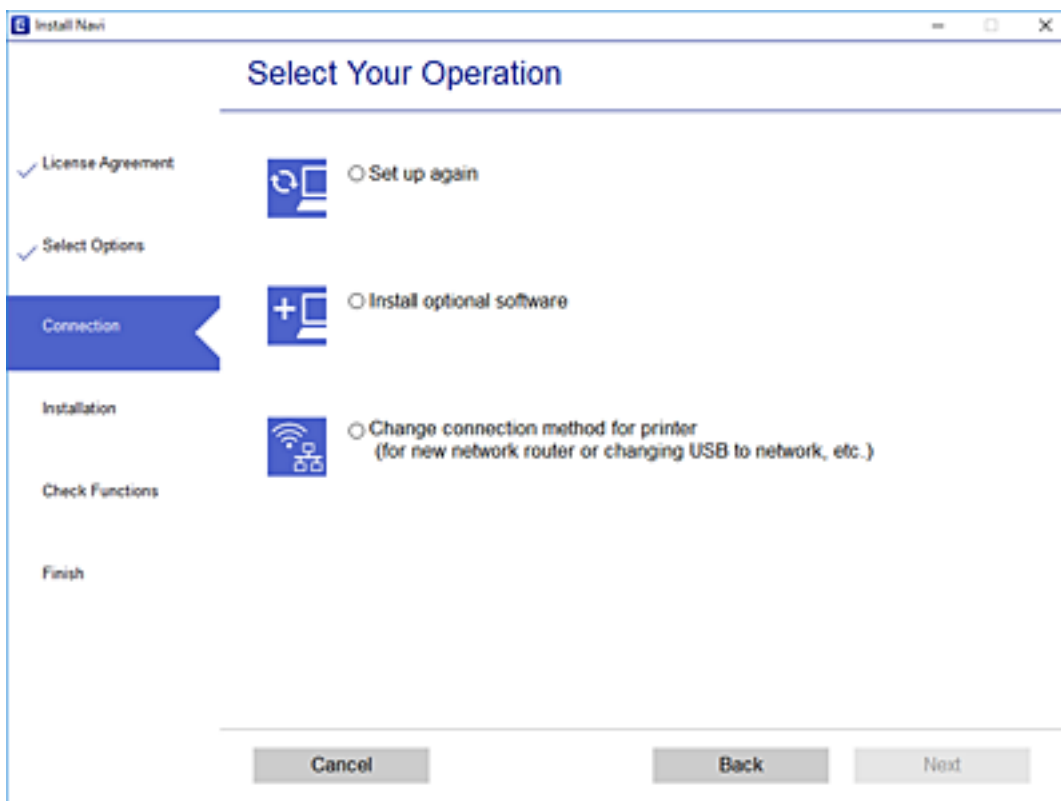 Install Navi
Select Your Operation
License Agreement
Select Options
Connection
Installation
Check Functions
Finish
Set up again
Install optional software
Change connection method for printer
(for new network router or changing USB to network, etc.)
Cancel
Back
Next